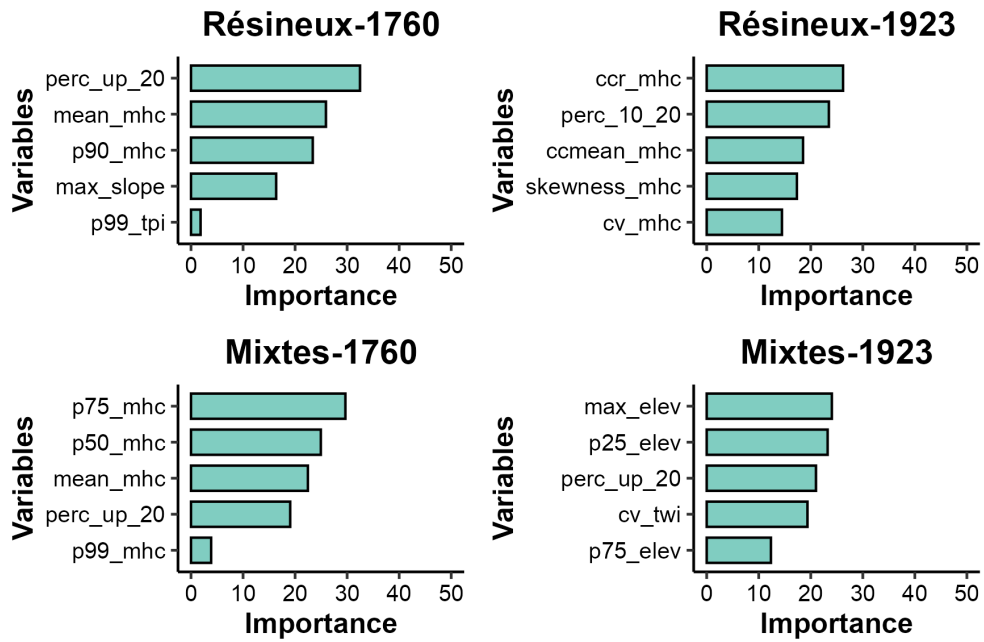 Résineux-1760
Variables
perc_up_20
mean_mhc
p90_mhc
max_slope
p99_tpi
0 10 20 30 40 50
Importance
Résineux-1923
Variables
ccr_mhc
perc_10_20
ccmean_mhc
skewness_mhc
cv_mhc
0 10 20 30 40 50
Importance
Mixtes-1760
Variables
p75_mhc
p50_mhc
mean_mhc
perc_up_20
p99_mhc
0 10 20 30 40 50
Importance
Mixtes-1923
Variables
max_elev
p25_elev
perc_up_20
cv_twi
p75_elev
0 10 20 30 40 50
Importance